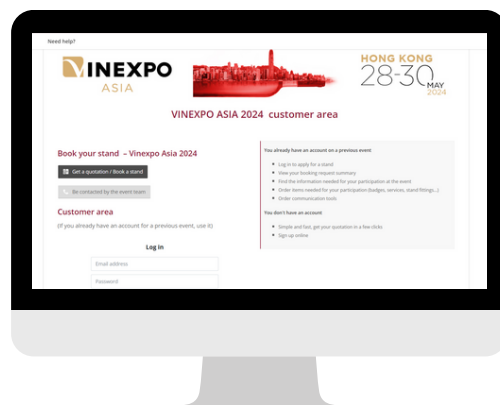 Need help?
VINEXPO
ASIA
HONG KONG
28-30 MAY
2024
VINEXPO ASIA 2024 customer area
Book your stand – Vinexpo Asia 2024
Get a quotation / Book a stand
Be contacted by the event team
Customer area
(If you already have an account for a previous event, use it)
Log in
Email address
Password
You already have an account on a previous event
Log in to apply for a stand
View your booking request summary
Find the information needed for your participation at the event
Order items needed for your participation (badges, services, stand fittings...)
Order communication tools
You don't have an account
Simple and fast, get your quotation in a few clicks
Sign up online